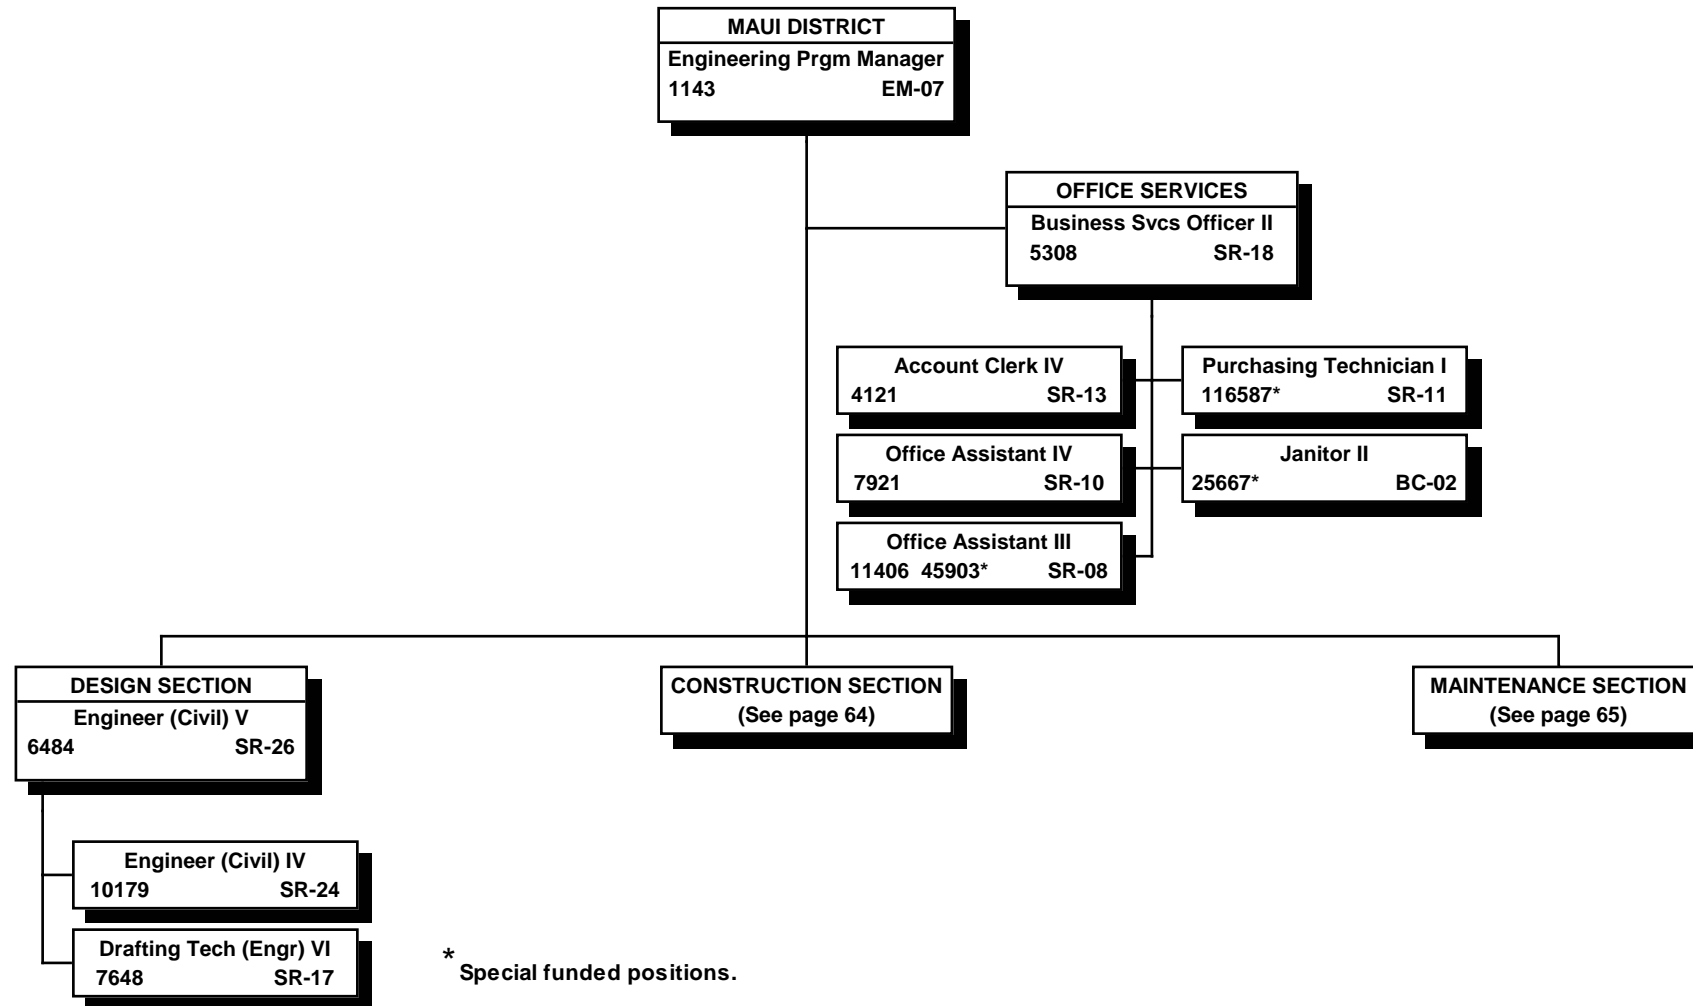 MAUI DISTRICT
Engineering Prgm Manager
1143 EM-07
OFFICE SERVICES
Business Svcs Officer II
5308 SR-18
Account Clerk IV
4121 SR-13
Purchasing Technician I
116587* SR-11
Office Assistant IV
7921 SR-10
Janitor II
25667* BC-02
Office Assistant III
11406 45903* SR-08
DESIGN SECTION
Engineer (Civil) V
6484 SR-26
CONSTRUCTION SECTION
(See page 64)
MAINTENANCE SECTION
(See page 65)
Engineer (Civil) IV
10179 SR-24
Drafting Tech (Engr) VI
7648 SR-17
* Special funded positions.